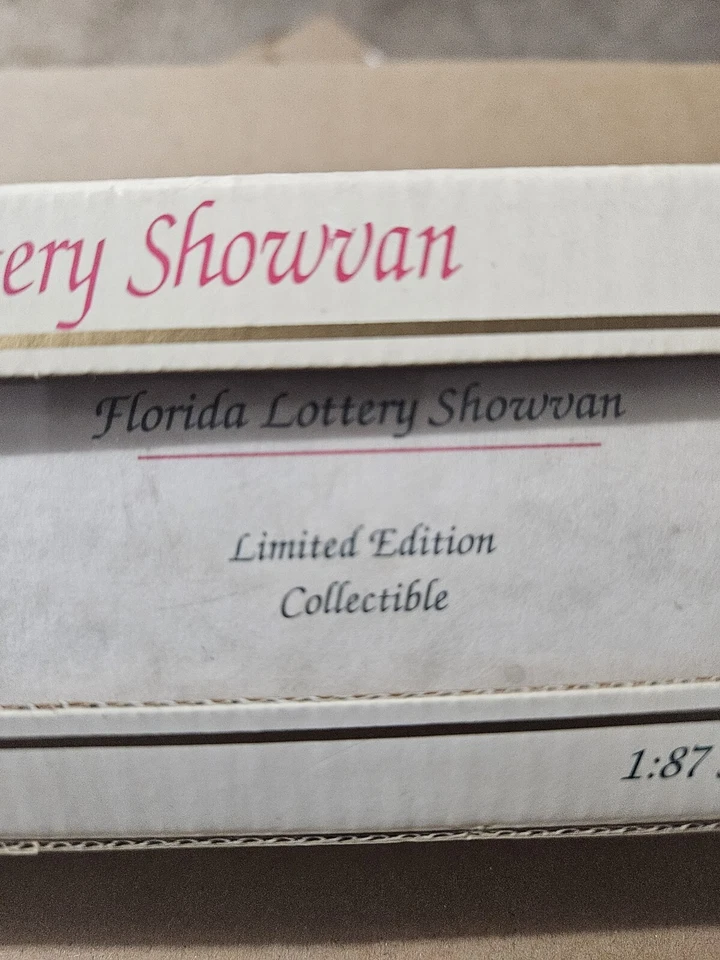 ery Showvan
Florida Lottery Showvan
Limited Edition
Collectible
1:87